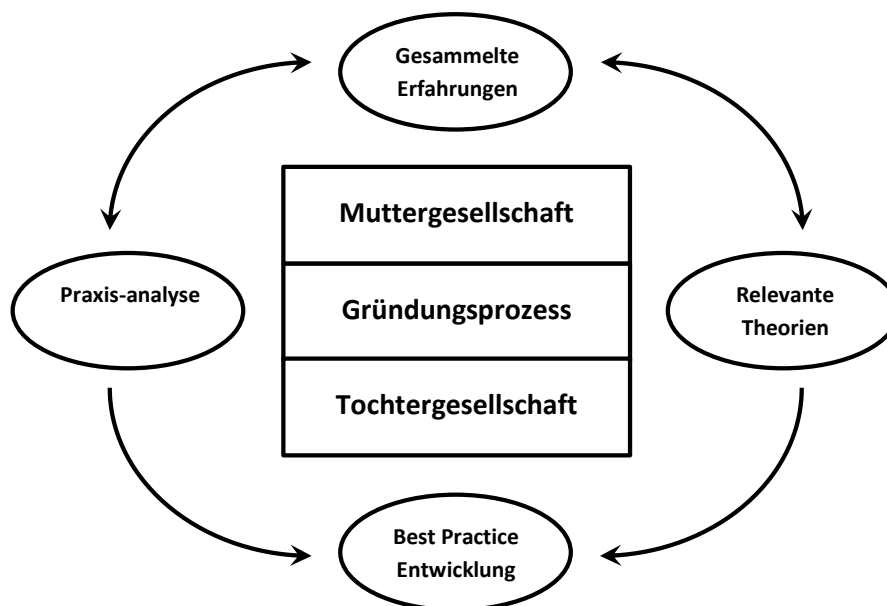 Gesammelte
Erfahrungen
Muttergesellschaft
Praxis-analyse
Gründungsprozess
Relevante
Theorien
Tochtergesellschaft
Best Practice
Entwicklung